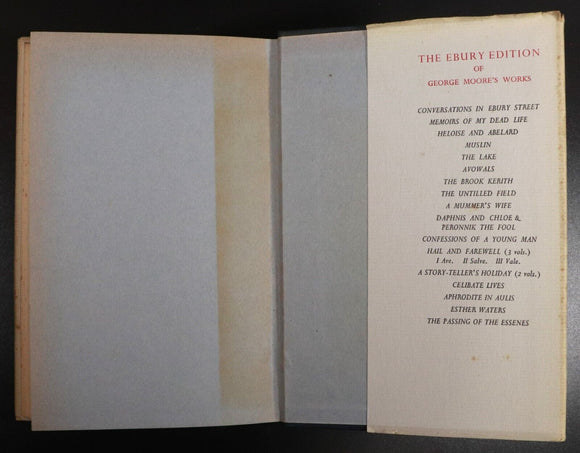 THE EBURY EDITION
OF
GEORGE MOORE'S WORKS
CONVERSATIONS IN EBURY STREET
MEMOIRS OF MY DEAD LIFE
HELOISE AND ABELARD
MUSLIN
THE LAKE
AVOWALS
THE BROOK KERITH
THE UNTILLED FIELD
A MUMMER'S WIFE
DAPHNIS AND CHLOE &
PERONNIK THE FOOL
CONFESSIONS OF A YOUNG MAN
HAIL AND FAREWELL (3 vols.)
I Ave. II Salve. III Vale.
A STORY-TELLER'S HOLIDAY (2 vols.)
CELIBATE LIVES
APHRODITE IN AULIS
ESTHER WATERS
THE PASSING OF THE ESSENES